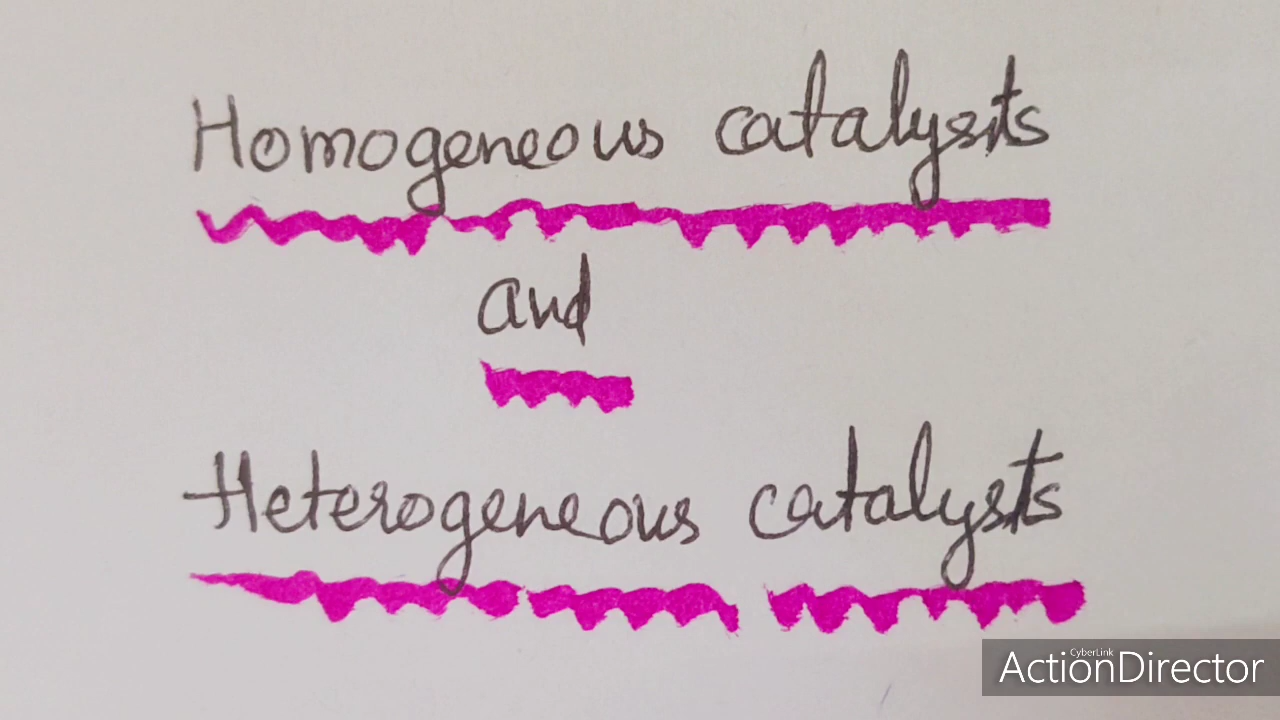 Homogeneous catalysts
and
Heterogeneous catalysts
CyberLink
ActionDirector